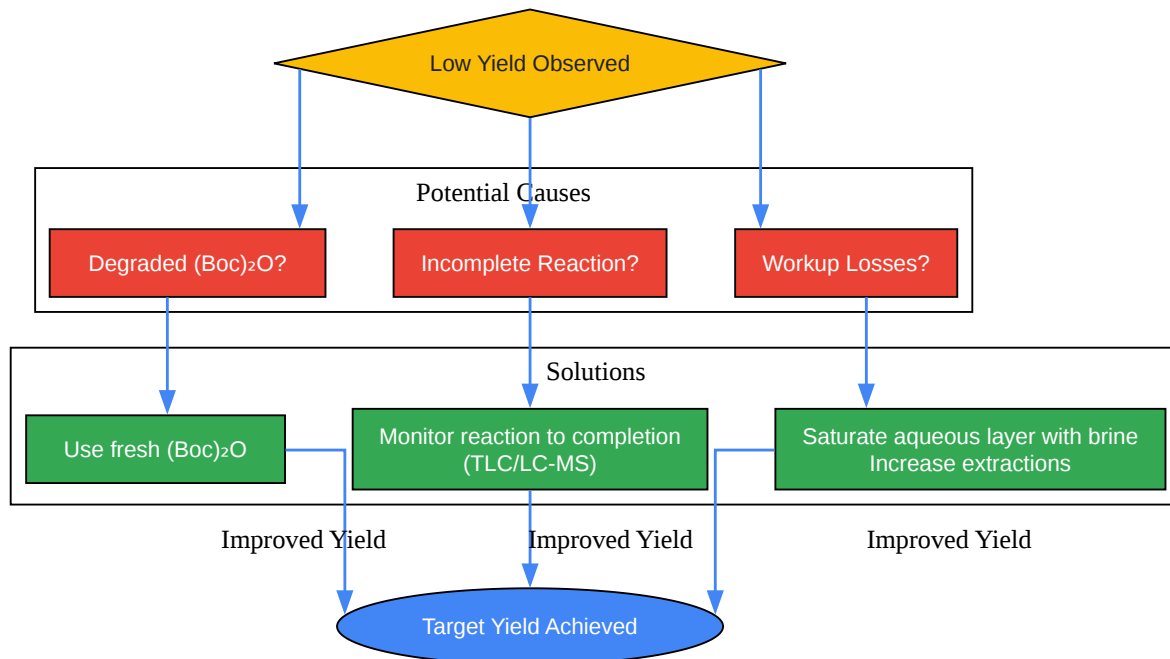 Low Yield Observed
Potential Causes
Degraded (Boc)₂O?
Incomplete Reaction?
Workup Losses?
Solutions
Use fresh (Boc)₂O
Monitor reaction to completion
(TLC/LC-MS)
Saturate aqueous layer with brine
Increase extractions
Improved Yield
Improved Yield
Improved Yield
Target Yield Achieved